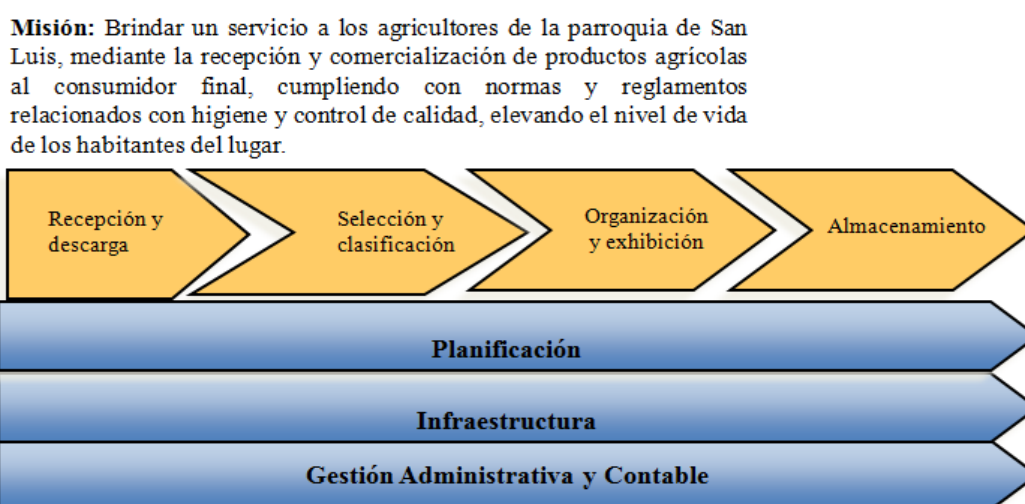 Misión: Brindar un servicio a los agricultores de la parroquia de San
Luis, mediante la recepción y comercialización de productos agrícolas
al consumidor final, cumpliendo con normas y reglamentos
relacionados con higiene y control de calidad, elevando el nivel de vida
de los habitantes del lugar.
Recepción y
descarga
Selección y
clasificación
Organización
y exhibición
Almacenamiento
Planificación
Infraestructura
Gestión Administrativa y Contable